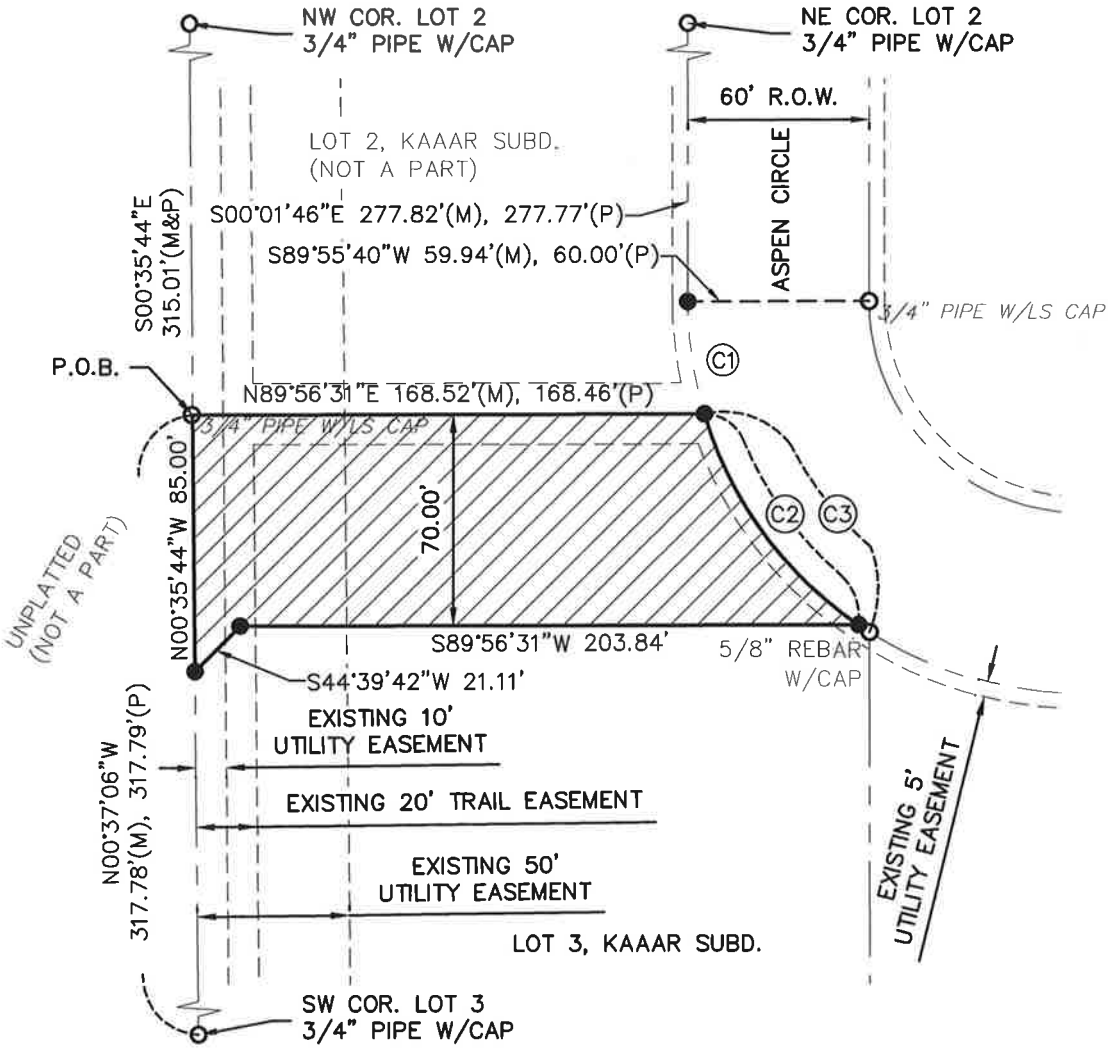 NW COR. LOT 2
3/4" PIPE W/CAP
NE COR. LOT 2
3/4" PIPE W/CAP
60' R.O.W.
LOT 2, KAAAR SUBD.
(NOT A PART)
ASPEN CIRCLE
S00°35'44"E
315.01'(M&P)
S00°01'46"E 277.82'(M), 277.77'(P)
S89°55'40"W 59.94'(M), 60.00'(P)
3/4" PIPE W/LS CAP
P.O.B.
C1
N89°56'31"E 168.52'(M), 168.46'(P)
3/4" PIPE W/LS CAP
N00°35'44"W 85.00'
70.00'
C2
C3
UNPLATTED
(NOT A PART)
S89°56'31"W 203.84'
5/8" REBAR
W/CAP
S44°39'42"W 21.11'
N00°37'06"W
317.78'(M), 317.79'(P)
EXISTING 10'
UTILITY EASEMENT
EXISTING 20' TRAIL EASEMENT
EXISTING 50'
UTILITY EASEMENT
EXISTING 5'
UTILITY EASEMENT
LOT 3, KAAAR SUBD.
SW COR. LOT 3
3/4" PIPE W/CAP